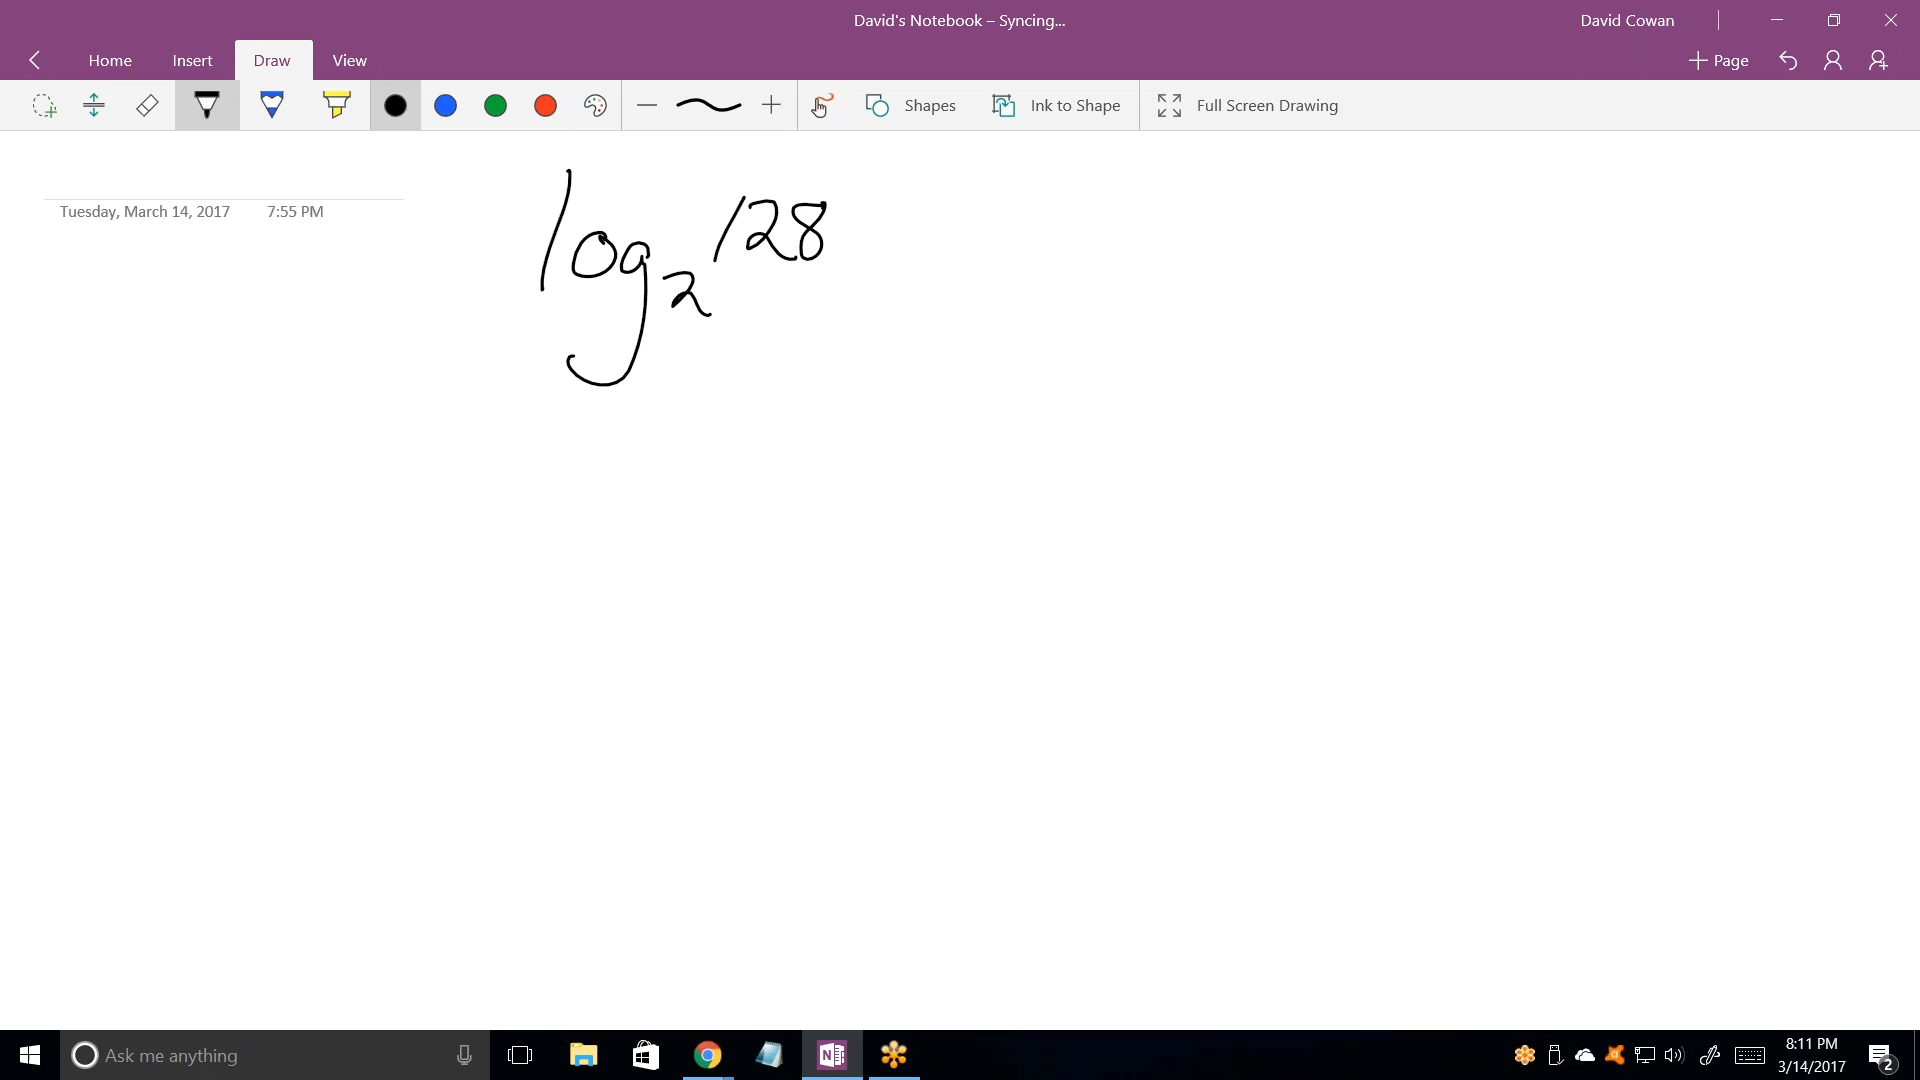 David's Notebook – Syncing...
David Cowan
Home Insert Draw View
Page
Shapes Ink to Shape Full Screen Drawing
Tuesday, March 14, 2017 7:55 PM
log₂ 128
Ask me anything
N
8:11 PM
3/14/2017
2